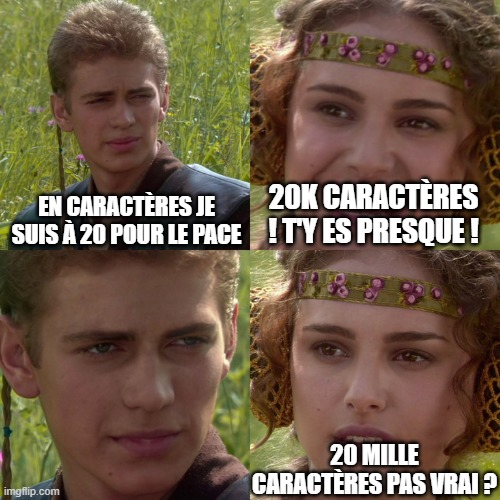 EN CARACTÈRES JE
SUIS À 20 POUR LE PACE
20K CARACTÈRES
! T'Y ES PRESQUE !
20 MILLE
CARACTÈRES PAS VRAI ?
imgflip.com